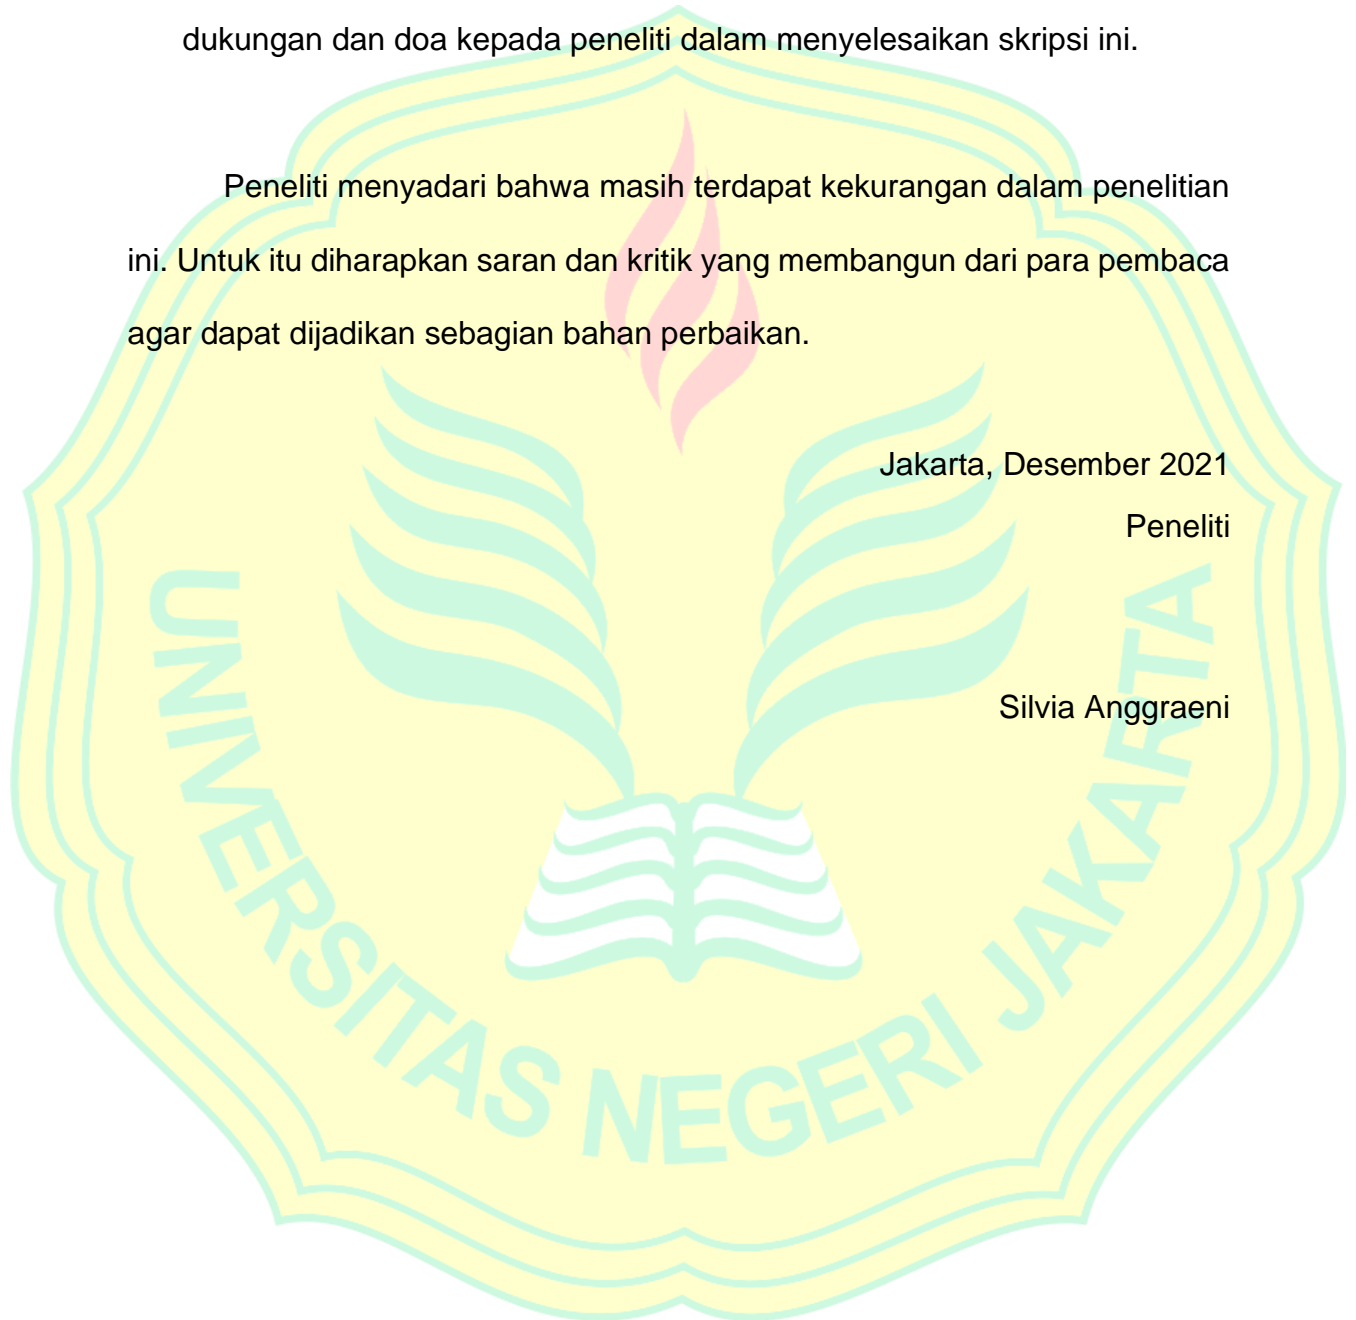 dukungan dan doa kepada peneliti dalam menyelesaikan skripsi ini.
Peneliti menyadari bahwa masih terdapat kekurangan dalam penelitian
ini. Untuk itu diharapkan saran dan kritik yang membangun dari para pembaca
agar dapat dijadikan sebagian bahan perbaikan.
Jakarta, Desember 2021
Peneliti
Silvia Anggraeni
UNIVERSITAS NEGERI JAKARTA